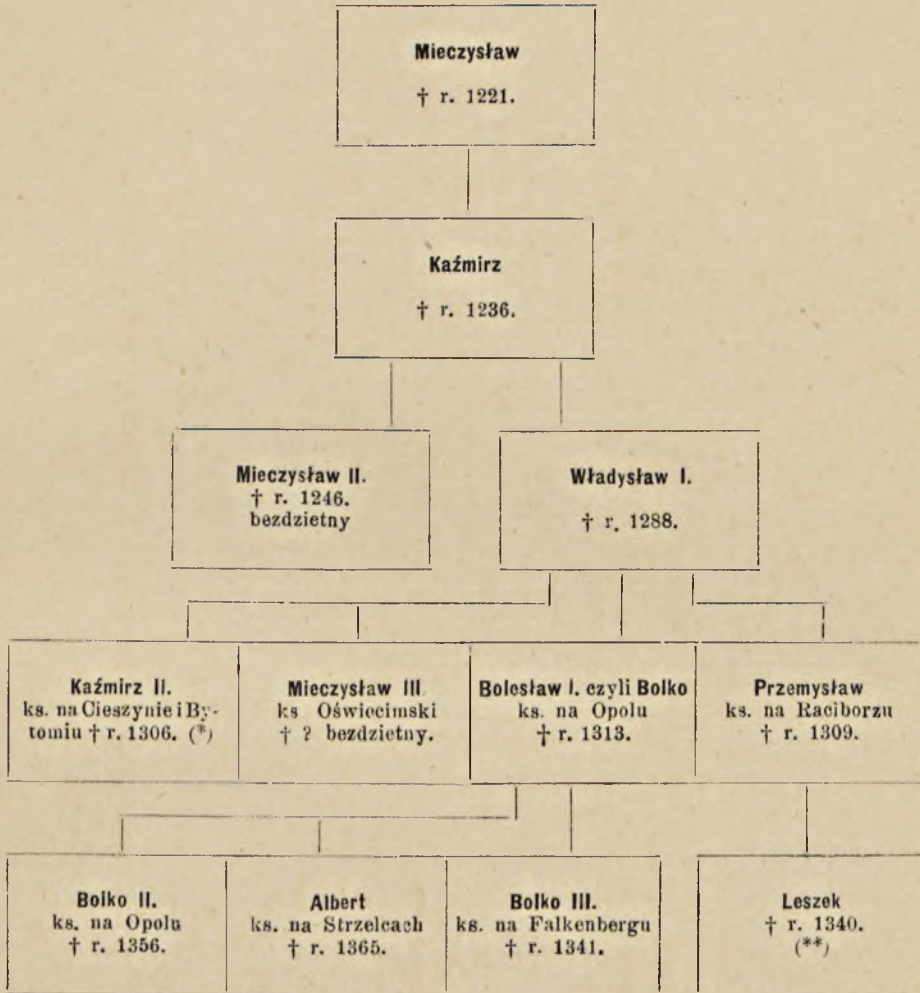 Mieczysław
† r. 1221.
Kaźmirz
† r. 1236.
Mieczysław II.
† r. 1246.
bezdzietny
Władysław I.
† r. 1288.
Kaźmirz II.
ks. na Cieszynie i By-
tomiu † r. 1306. (*)
Mieczysław III
ks Oświecimski
† ? bezdzietny.
Bolesław I. czyli Bolko
ks. na Opolu
† r. 1313.
Przemysław
ks. na Raciborzu
† r. 1309.
Bolko II.
ks. na Opolu
† r. 1356.
Albert
ks. na Strzelcach
† r. 1365.
Bolko III.
ks. na Falkenbergu
† r. 1341.
Leszek
† r. 1340.
(**)